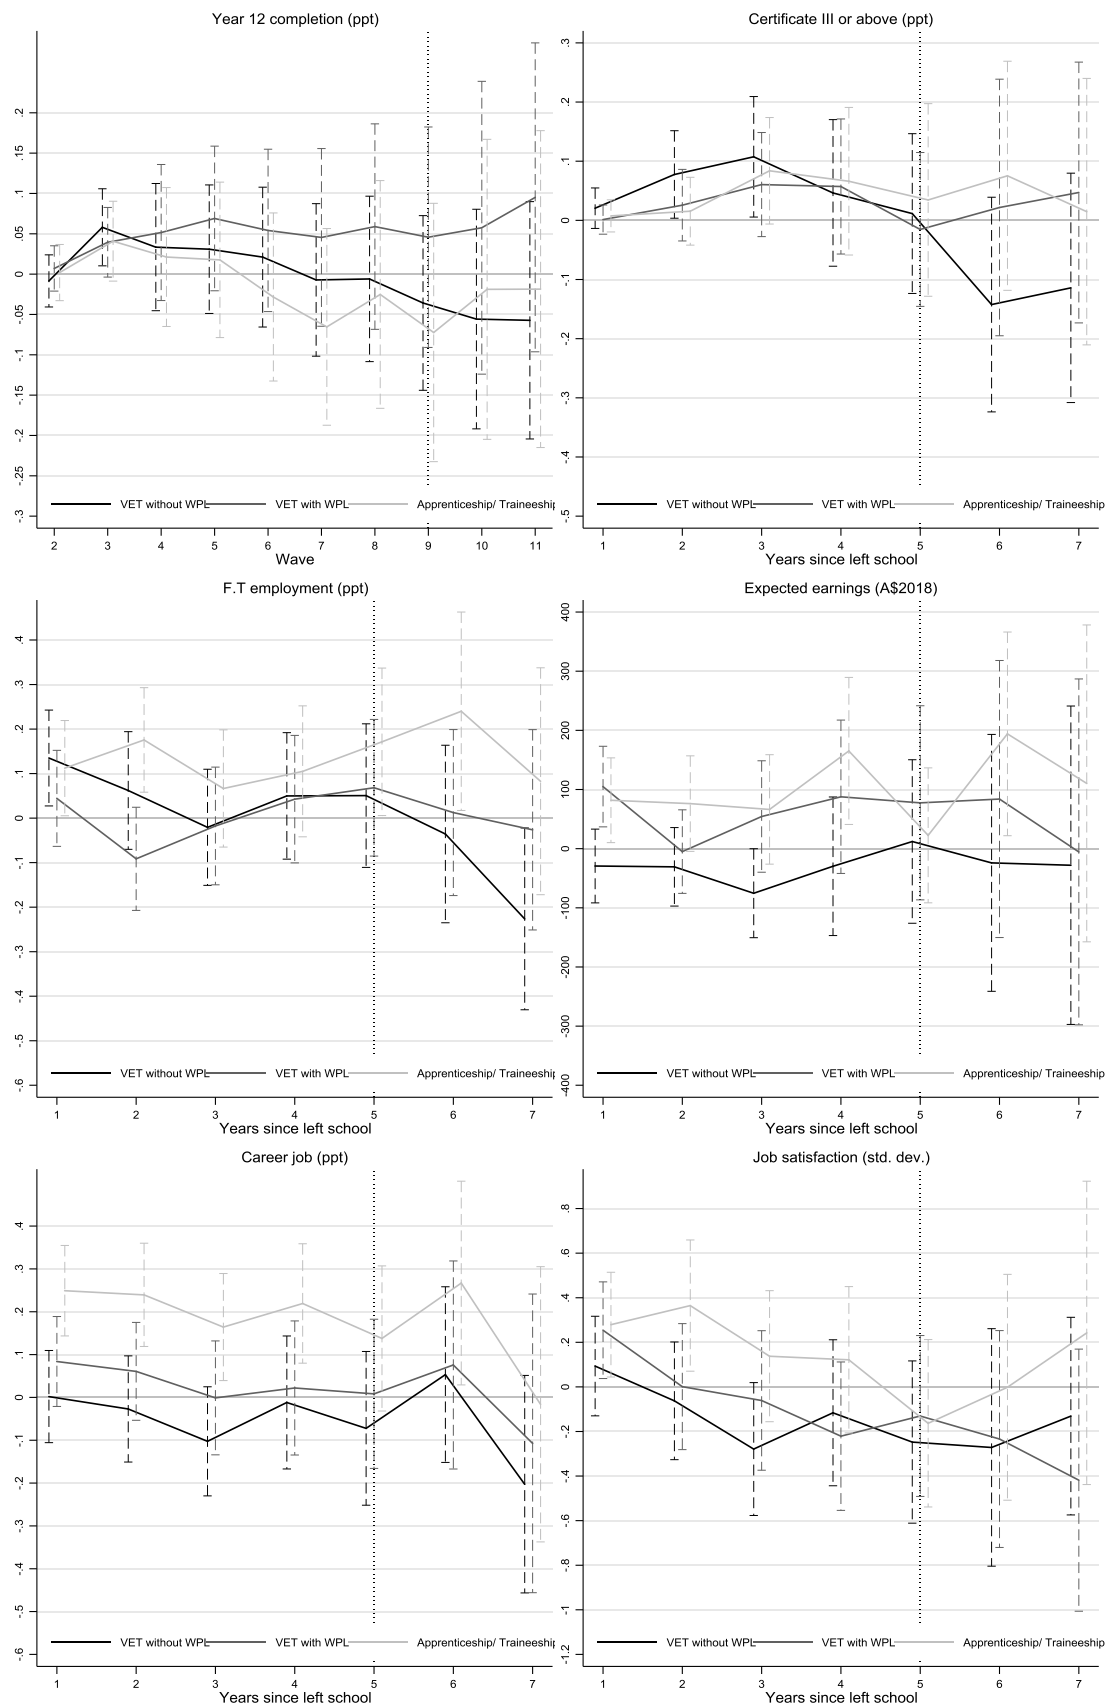 Year 12 completion (ppt)
.2
.15
.1
.05
0
-.05
-.1
-.15
-.2
-.25
-.3
VET without WPL
VET with WPL
Apprenticeship/ Traineeship
2 3 4 5 6 7 8 9 10 11
Wave
Certificate III or above (ppt)
.3
.2
.1
0
-.1
-.2
-.3
-.4
-.5
VET without WPL
VET with WPL
Apprenticeship/ Traineeship
1 2 3 4 5 6 7
Years since left school
F.T employment (ppt)
.4
.3
.2
.1
0
-.1
-.2
-.3
-.4
-.5
-.6
VET without WPL
VET with WPL
Apprenticeship/ Traineeship
1 2 3 4 5 6 7
Years since left school
Expected earnings (A$2018)
400
300
200
100
0
-100
-200
-300
-400
VET without WPL
VET with WPL
Apprenticeship/ Traineeship
1 2 3 4 5 6 7
Years since left school
Career job (ppt)
.4
.3
.2
.1
0
-.1
-.2
-.3
-.4
-.5
-.6
VET without WPL
VET with WPL
Apprenticeship/ Traineeship
1 2 3 4 5 6 7
Years since left school
Job satisfaction (std. dev.)
.8
.6
.4
.2
0
-.2
-.4
-.6
-.8
-1
-1.2
VET without WPL
VET with WPL
Apprenticeship/ Traineeship
1 2 3 4 5 6 7
Years since left school